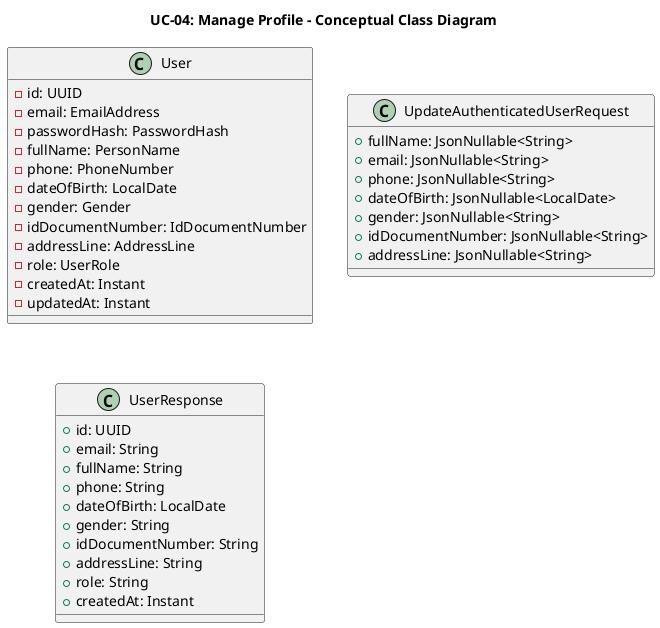 UC-04: Manage Profile - Conceptual Class Diagram
C User
id: UUID
email: EmailAddress
passwordHash: PasswordHash
fullName: PersonName
phone: PhoneNumber
dateOfBirth: LocalDate
gender: Gender
idDocumentNumber: IdDocumentNumber
addressLine: AddressLine
role: UserRole
createdAt: Instant
updatedAt: Instant
C UpdateAuthenticatedUserRequest
fullName: JsonNullable<String>
email: JsonNullable<String>
phone: JsonNullable<String>
dateOfBirth: JsonNullable<LocalDate>
gender: JsonNullable<String>
idDocumentNumber: JsonNullable<String>
addressLine: JsonNullable<String>
C UserResponse
id: UUID
email: String
fullName: String
phone: String
dateOfBirth: LocalDate
gender: String
idDocumentNumber: String
addressLine: String
role: String
createdAt: Instant